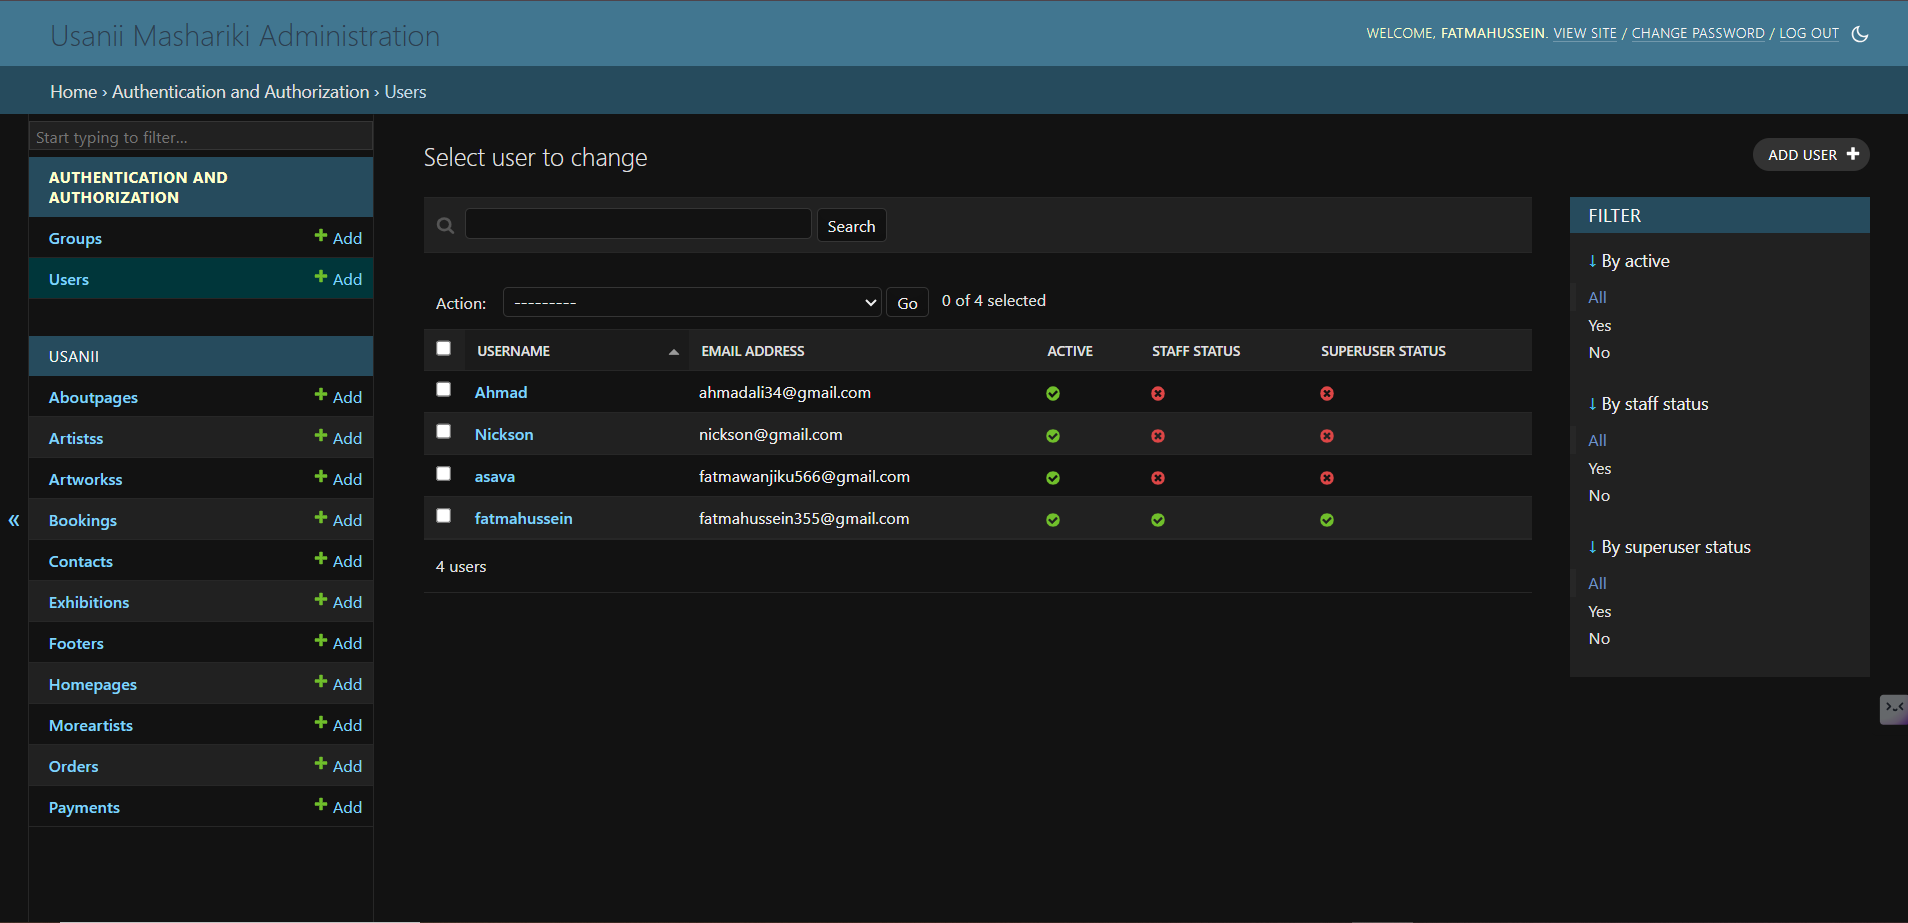 Usanii Mashariki Administration
WELCOME, FATMAHUSSEIN. VIEW SITE / CHANGE PASSWORD / LOG OUT
Home › Authentication and Authorization › Users
Start typing to filter...
AUTHENTICATION AND
AUTHORIZATION
Groups + Add
Users + Add
USANII
Aboutpages + Add
Artistss + Add
Artworkss + Add
Bookings + Add
Contacts + Add
Exhibitions + Add
Footers + Add
Homepages + Add
Moreartists + Add
Orders + Add
Payments + Add
«
Select user to change
ADD USER +
Search
Action: --------- Go 0 of 4 selected
USERNAME EMAIL ADDRESS ACTIVE STAFF STATUS SUPERUSER STATUS
Ahmad ahmadali34@gmail.com
Nickson nickson@gmail.com
asava fatmawanjiku566@gmail.com
fatmahussein fatmahussein355@gmail.com
4 users
FILTER
↓ By active
All
Yes
No
↓ By staff status
All
Yes
No
↓ By superuser status
All
Yes
No